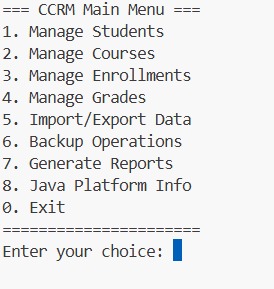 === CCRM Main Menu ===
1. Manage Students
2. Manage Courses
3. Manage Enrollments
4. Manage Grades
5. Import/Export Data
6. Backup Operations
7. Generate Reports
8. Java Platform Info
0. Exit
======================
Enter your choice: